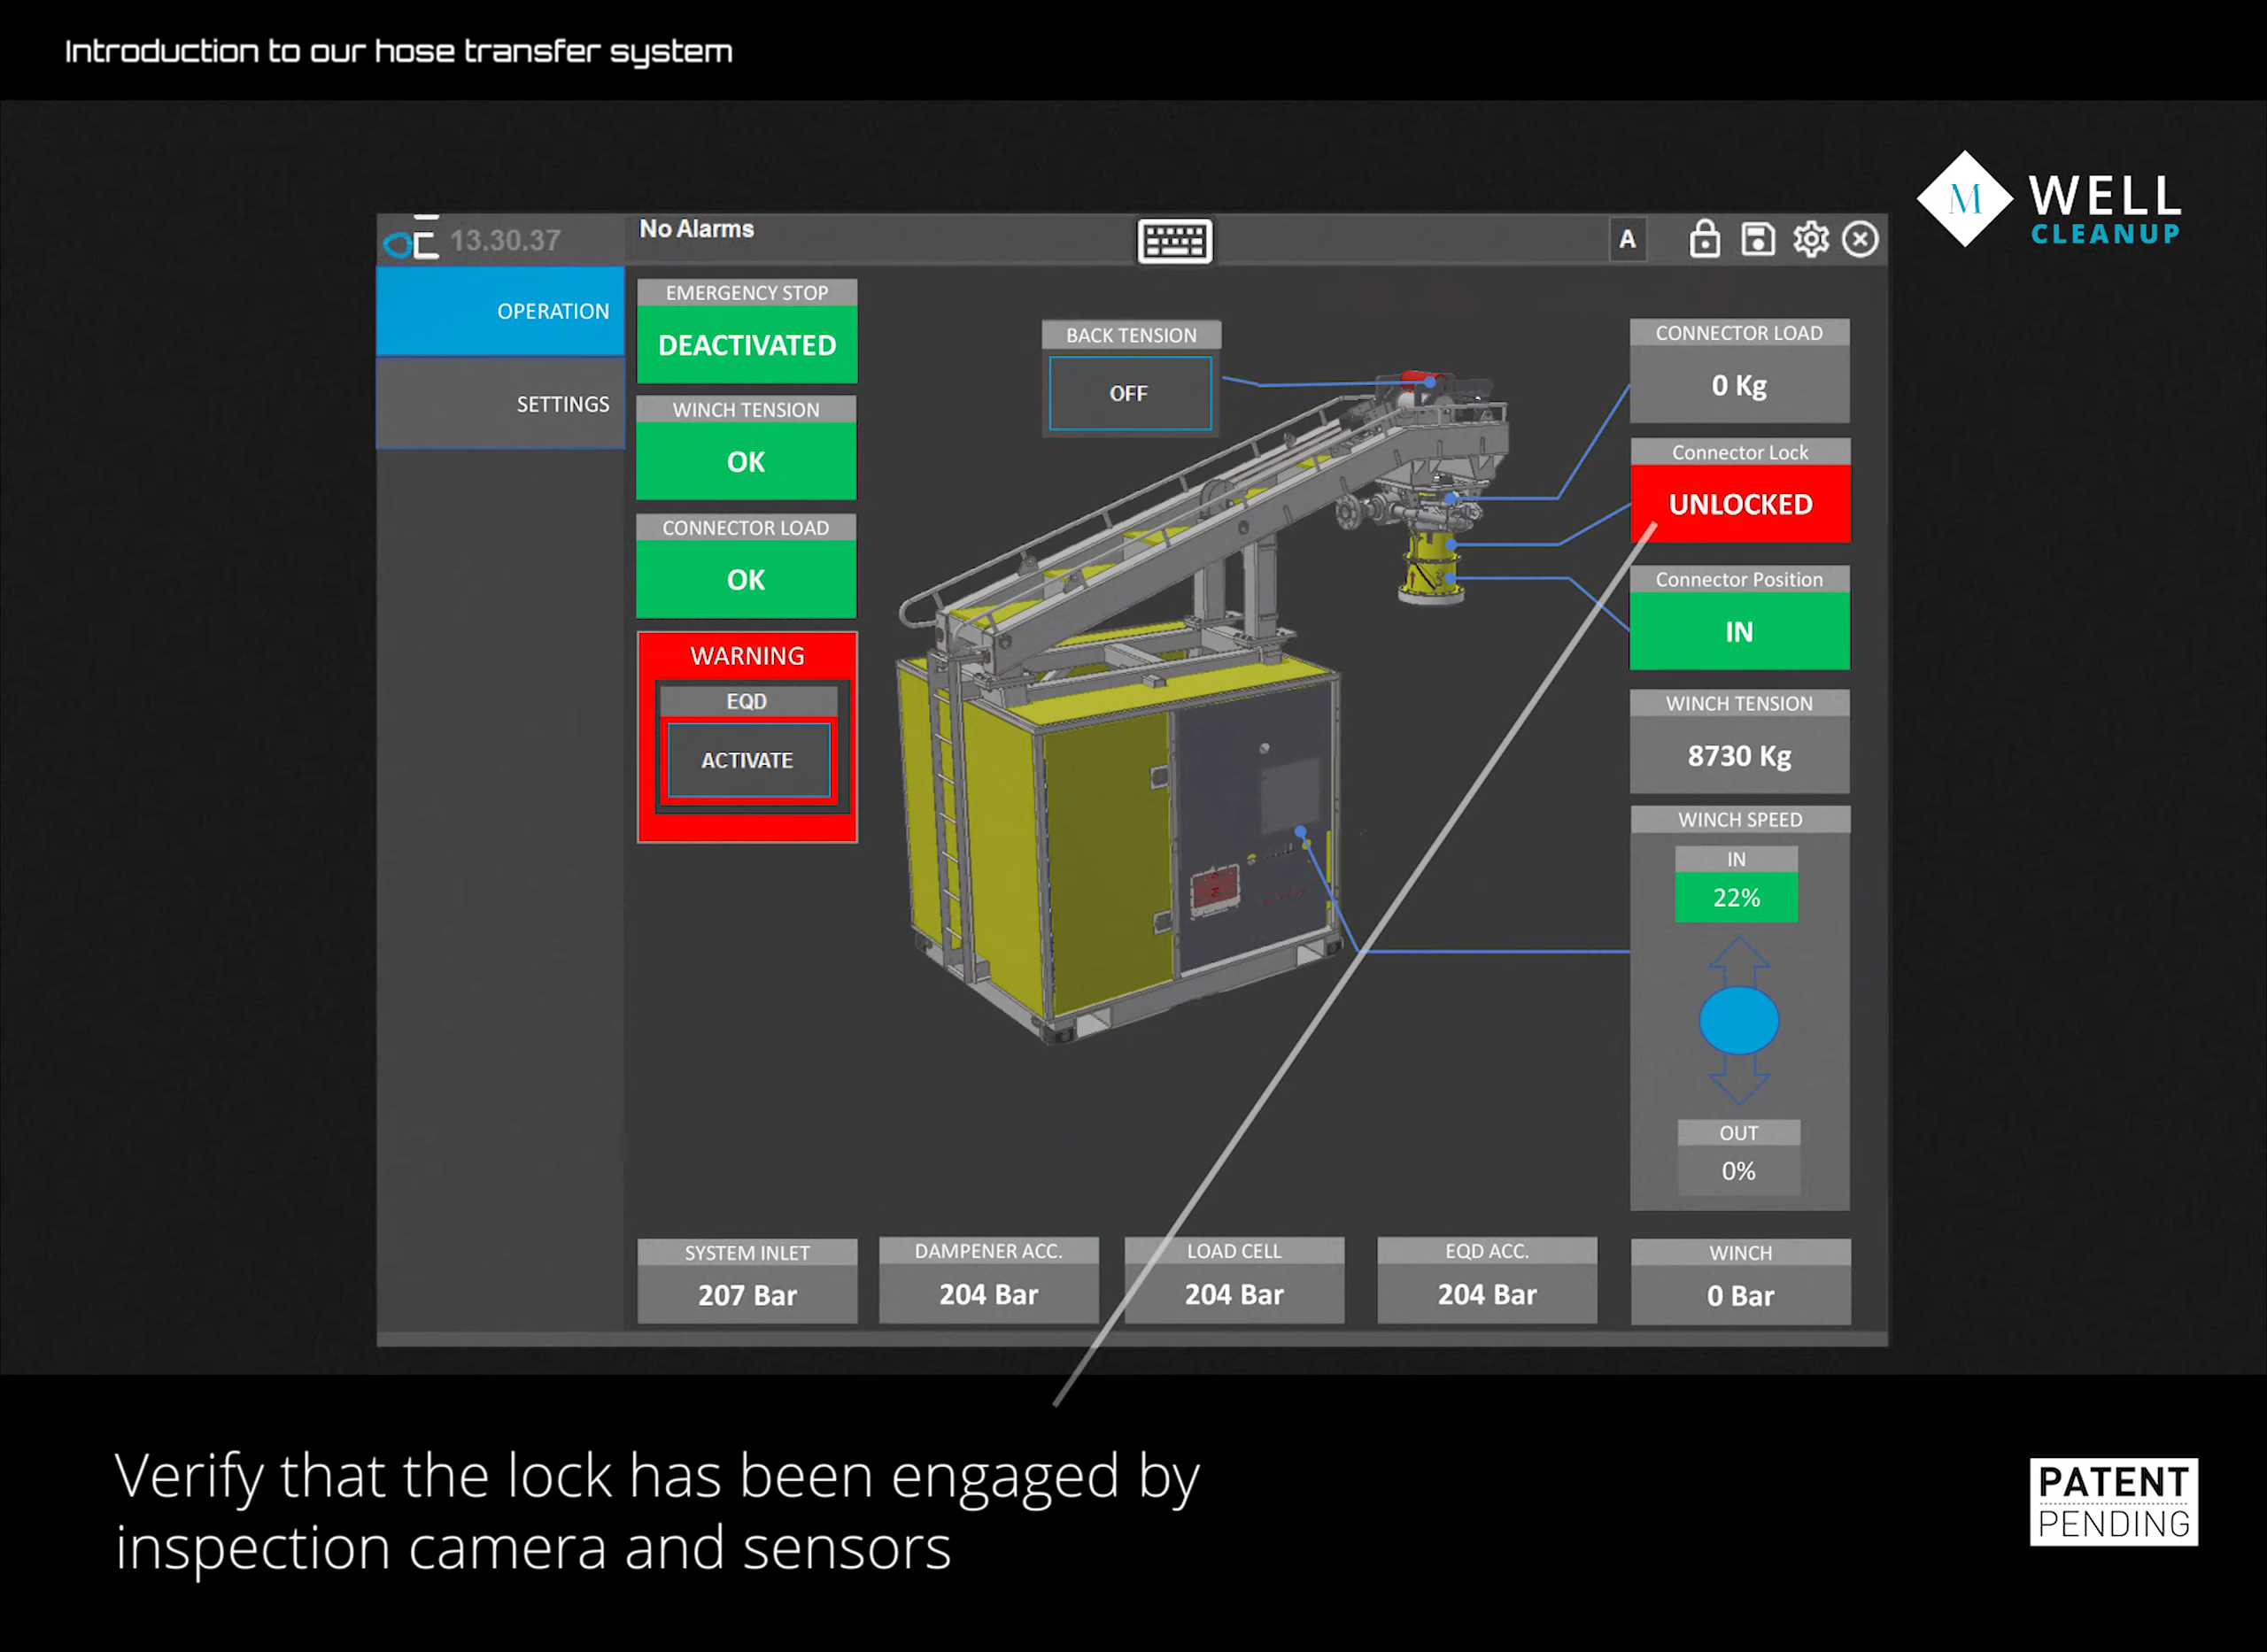 Introduction to our hose transfer system
M
WELL
CLEANUP
13.30.37
No Alarms
A
OPERATION
SETTINGS
EMERGENCY STOP
DEACTIVATED
WINCH TENSION
OK
CONNECTOR LOAD
OK
WARNING
EQD
ACTIVATE
BACK TENSION
OFF
CONNECTOR LOAD
0 Kg
Connector Lock
UNLOCKED
Connector Position
IN
WINCH TENSION
8730 Kg
WINCH SPEED
IN
22%
OUT
0%
SYSTEM INLET
207 Bar
DAMPENER ACC.
204 Bar
LOAD CELL
204 Bar
EQD ACC.
204 Bar
WINCH
0 Bar
Verify that the lock has been engaged by
inspection camera and sensors
PATENT
PENDING